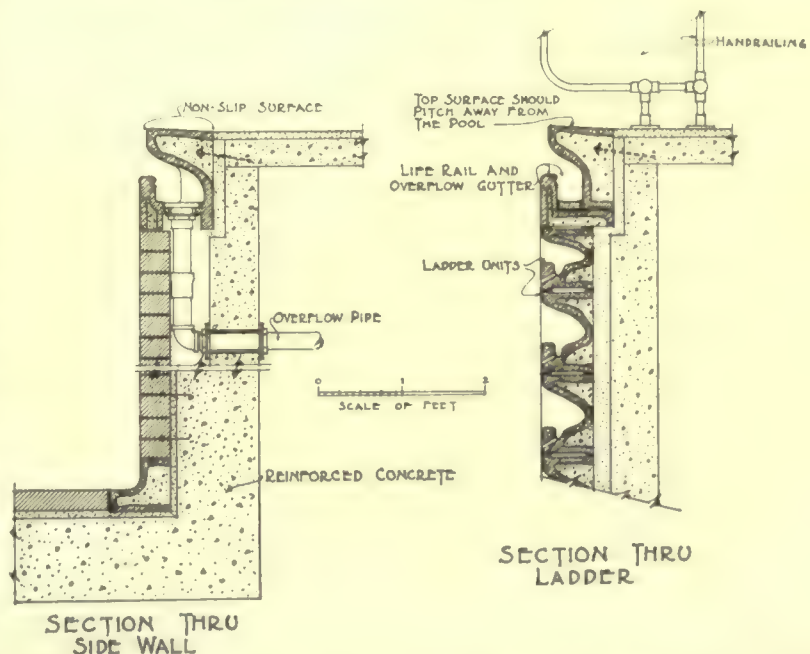 NON-SLIP SURFACE
OVERFLOW PIPE
0 1 2
SCALE OF FEET
REINFORCED CONCRETE
SECTION THRU
SIDE WALL
HANDRAILING
TOP SURFACE SHOULD
PITCH AWAY FROM
THE POOL
LIFE RAIL AND
OVERFLOW GUTTER
LADDER UNITS
SECTION THRU
LADDER